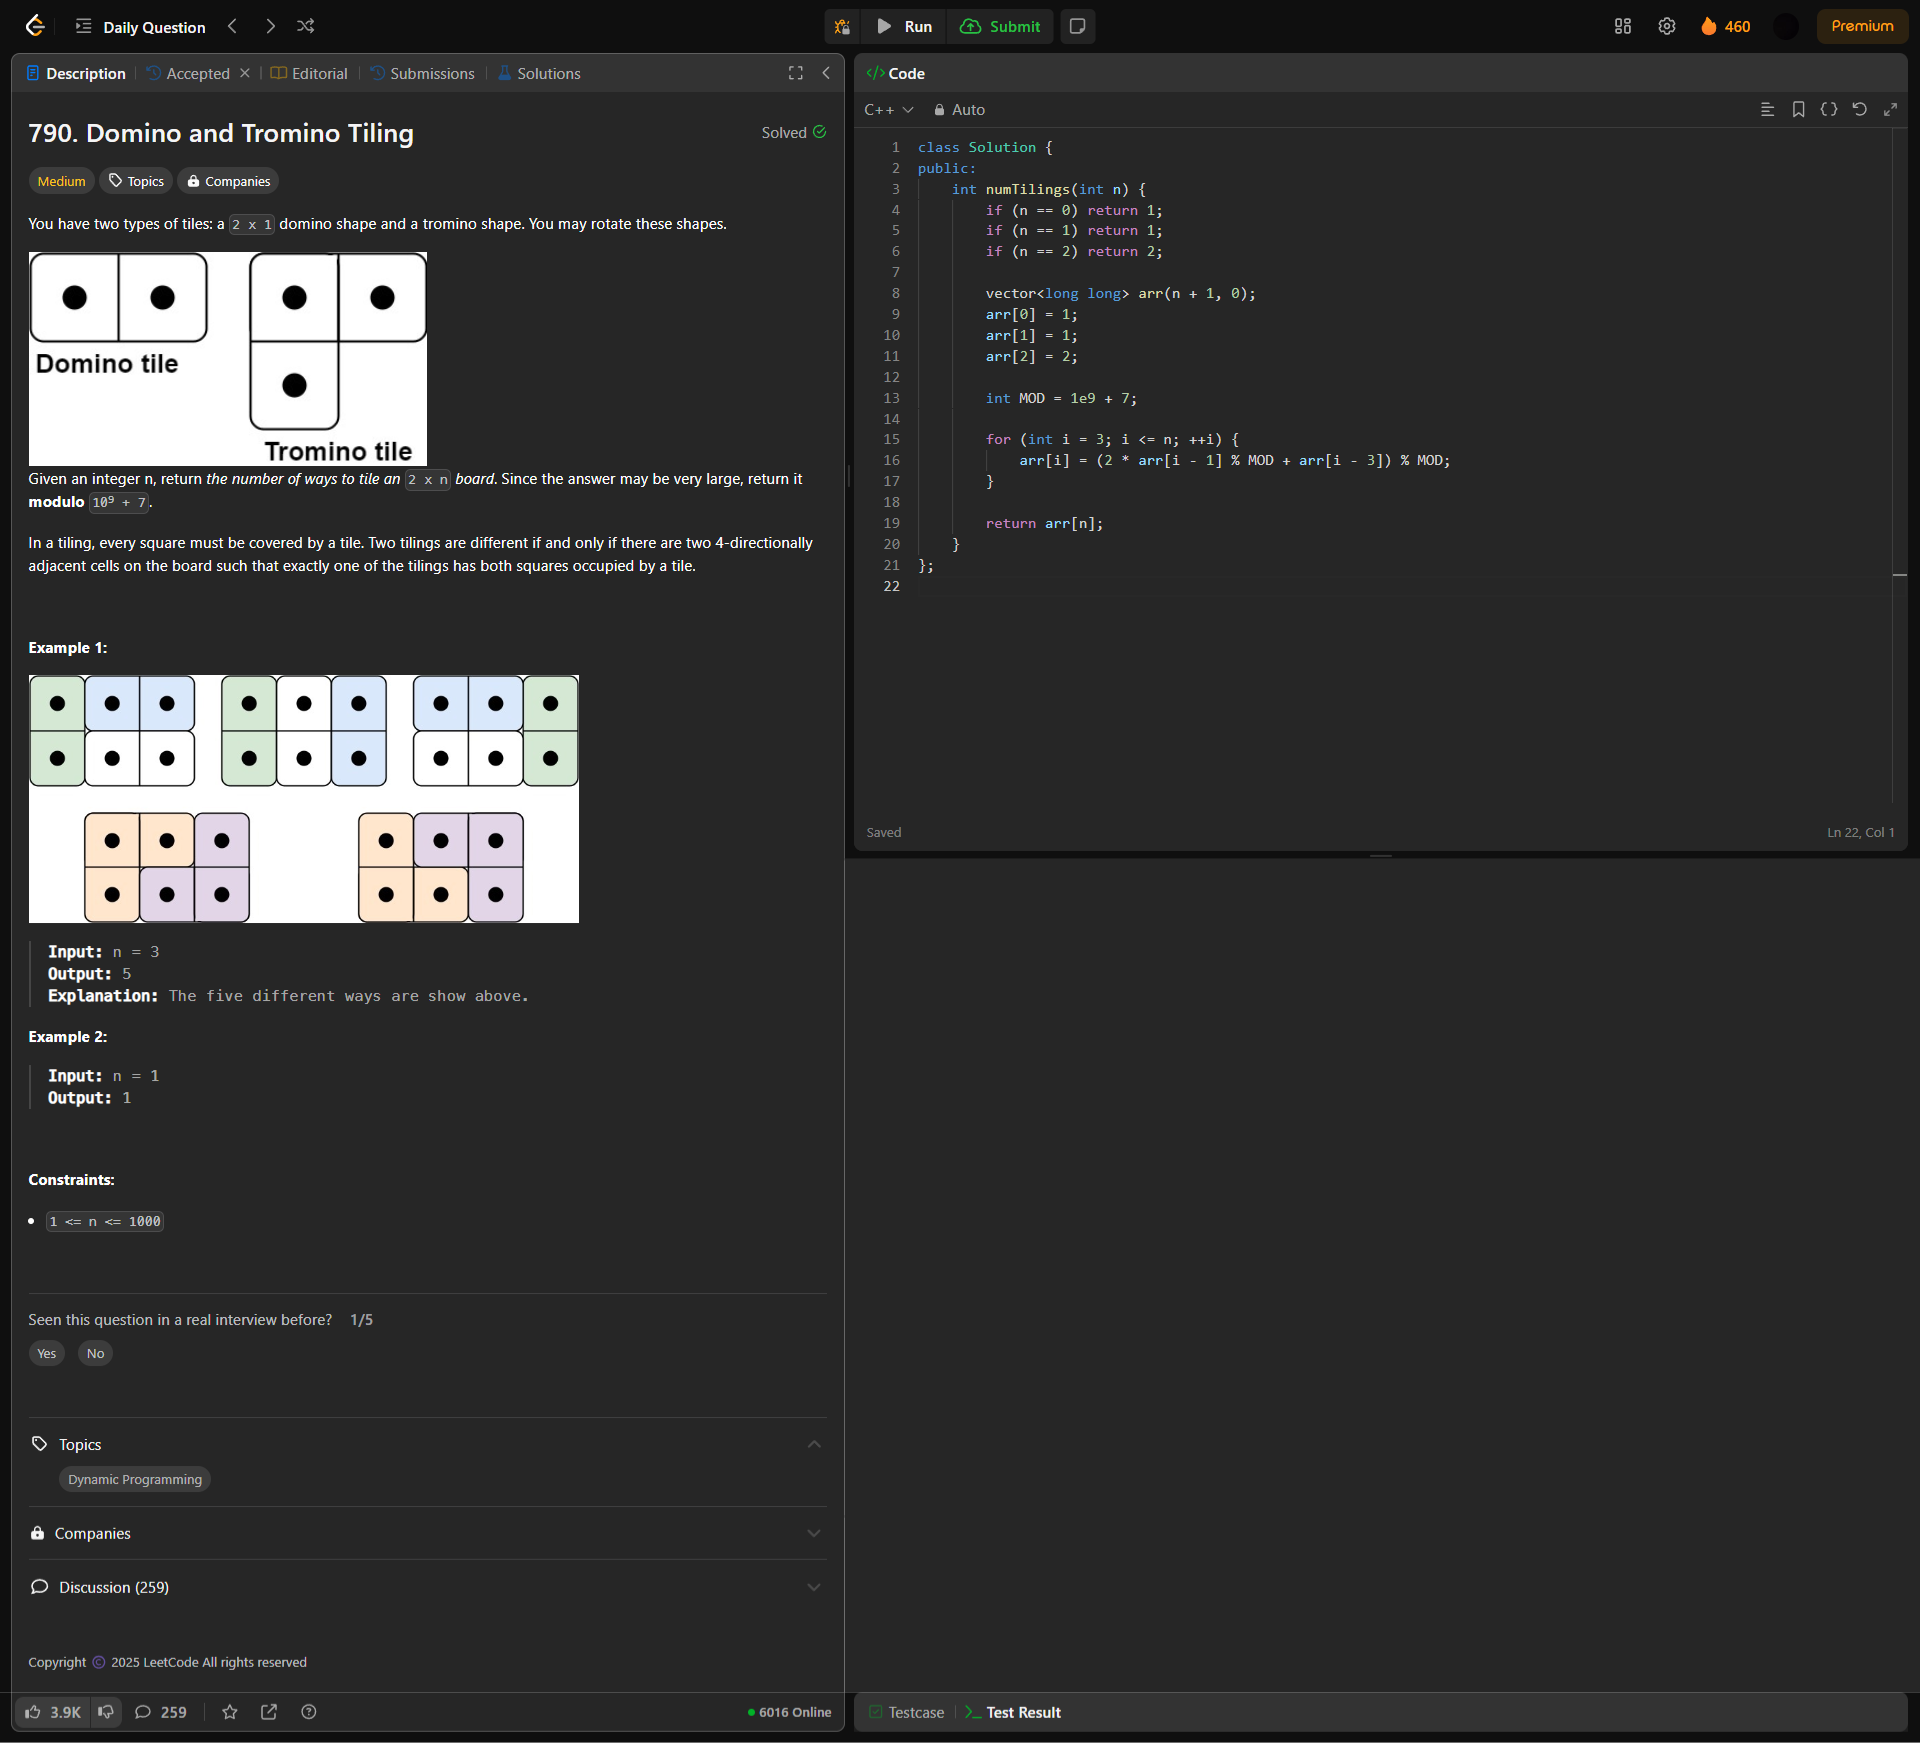 Daily Question
Run
Submit
460
Premium
Description
Accepted
Editorial
Submissions
Solutions
790. Domino and Tromino Tiling
Solved
Medium
Topics
Companies
You have two types of tiles: a 2 x 1 domino shape and a tromino shape. You may rotate these shapes.
Domino tile
Tromino tile
Given an integer n, return the number of ways to tile an 2 x n board. Since the answer may be very large, return it
modulo 10⁹ + 7.
In a tiling, every square must be covered by a tile. Two tilings are different if and only if there are two 4-directionally
adjacent cells on the board such that exactly one of the tilings has both squares occupied by a tile.
Example 1:
Input: n = 3
Output: 5
Explanation: The five different ways are show above.
Example 2:
Input: n = 1
Output: 1
Constraints:
1 <= n <= 1000
Seen this question in a real interview before? 1/5
Yes
No
Topics
Dynamic Programming
Companies
Discussion (259)
Copyright © 2025 LeetCode All rights reserved
3.9K
259
6016 Online
</> Code
C++
Auto
1 class Solution {
2 public:
3 int numTilings(int n) {
4 if (n == 0) return 1;
5 if (n == 1) return 1;
6 if (n == 2) return 2;
7
8 vector<long long> arr(n + 1, 0);
9 arr[0] = 1;
10 arr[1] = 1;
11 arr[2] = 2;
12
13 int MOD = 1e9 + 7;
14
15 for (int i = 3; i <= n; ++i) {
16 arr[i] = (2 * arr[i - 1] % MOD + arr[i - 3]) % MOD;
17 }
18
19 return arr[n];
20 }
21 };
22
Saved
Ln 22, Col 1
Testcase
Test Result